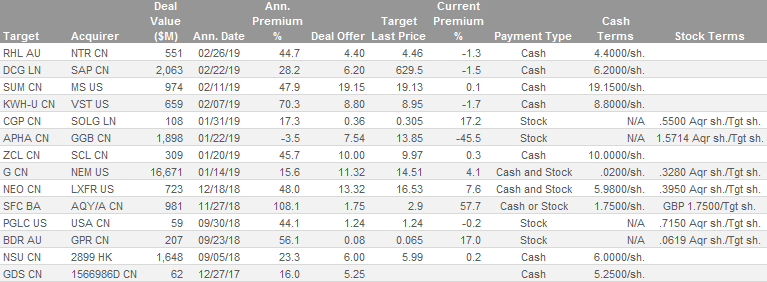 Target Acquirer Deal Value ($M) Ann. Date Ann. Premium % Deal Offer Target Last Price Current Premium % Payment Type Cash Terms Stock Terms
RHL AU NTR CN 551 02/26/19 44.7 4.40 4.46 -1.3 Cash 4.4000/sh.
DCG LN SAP CN 2,063 02/22/19 28.2 6.20 629.5 -1.5 Cash 6.2000/sh.
SUM CN MS US 974 02/11/19 47.9 19.15 19.13 0.1 Cash 19.1500/sh.
KWH-U CN VST US 659 02/07/19 70.3 8.80 8.95 -1.7 Cash 8.8000/sh.
CGP CN SOLG LN 108 01/31/19 17.3 0.36 0.305 17.2 Stock N/A .5500 Aqr sh./Tgt sh.
APHA CN GGB CN 1,898 01/22/19 -3.5 7.54 13.85 -45.5 Stock N/A 1.5714 Aqr sh./Tgt sh.
ZCL CN SCL CN 309 01/20/19 45.7 10.00 9.97 0.3 Cash 10.0000/sh.
G CN NEM US 16,671 01/14/19 15.6 11.32 14.51 4.1 Cash and Stock .0200/sh. .3280 Aqr sh./Tgt sh.
NEO CN LXFR US 723 12/18/18 48.0 13.32 16.53 7.6 Cash and Stock 5.9800/sh. .3950 Aqr sh./Tgt sh.
SFC BA AQY/A CN 981 11/27/18 108.1 1.75 2.9 57.7 Cash or Stock 1.7500/sh. GBP 1.7500/Tgt sh.
PGLC US USA CN 59 09/30/18 44.1 1.24 1.24 -0.2 Stock N/A .7150 Aqr sh./Tgt sh.
BDR AU GPR CN 207 09/23/18 56.1 0.08 0.065 17.0 Stock N/A .0619 Aqr sh./Tgt sh.
NSU CN 2899 HK 1,648 09/05/18 23.3 6.00 5.99 0.2 Cash 6.0000/sh.
GDS CN 1566986D CN 62 12/27/17 16.0 5.25 Cash 5.2500/sh.